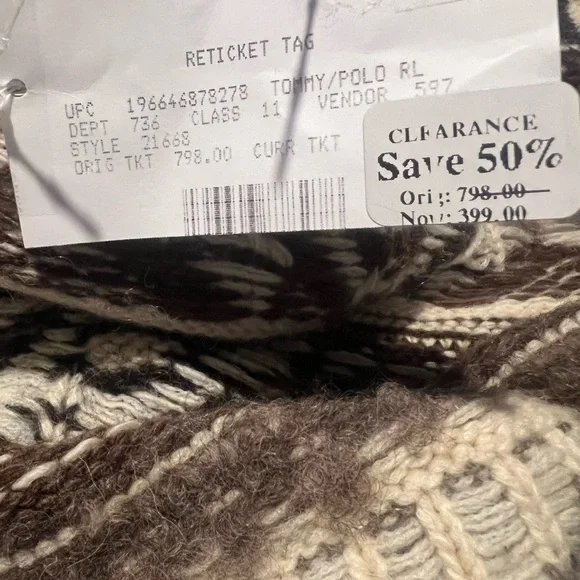 RETICKET TAG
UPC 196646878278 TOMMY/POLO RL
DEPT 736 CLASS 11 VENDOR 597
STYLE 21668
ORIG TKT 798.00 CURR TKT
CLEARANCE
Save 50%
Orig: 798.00
Now: 399.00